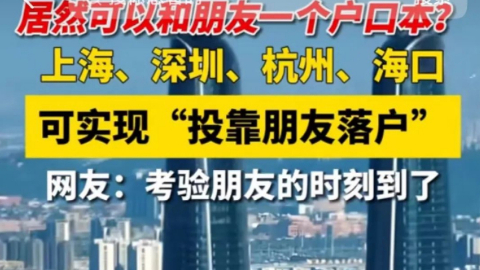 居然可以和朋友一个户口本?
上海、深圳、杭州、海口
可实现“投靠朋友落户”
网友：考验朋友的时刻到了